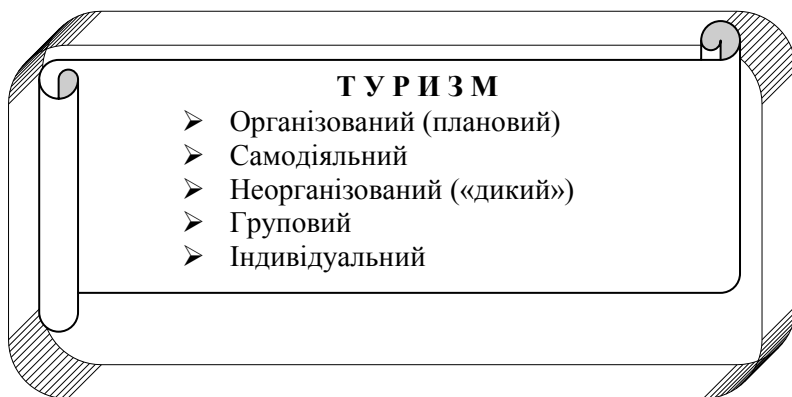 Т У Р И З М
➢ Організований (плановий)
➢ Самодіяльний
➢ Неорганізований («дикий»)
➢ Груповий
➢ Індивідуальний